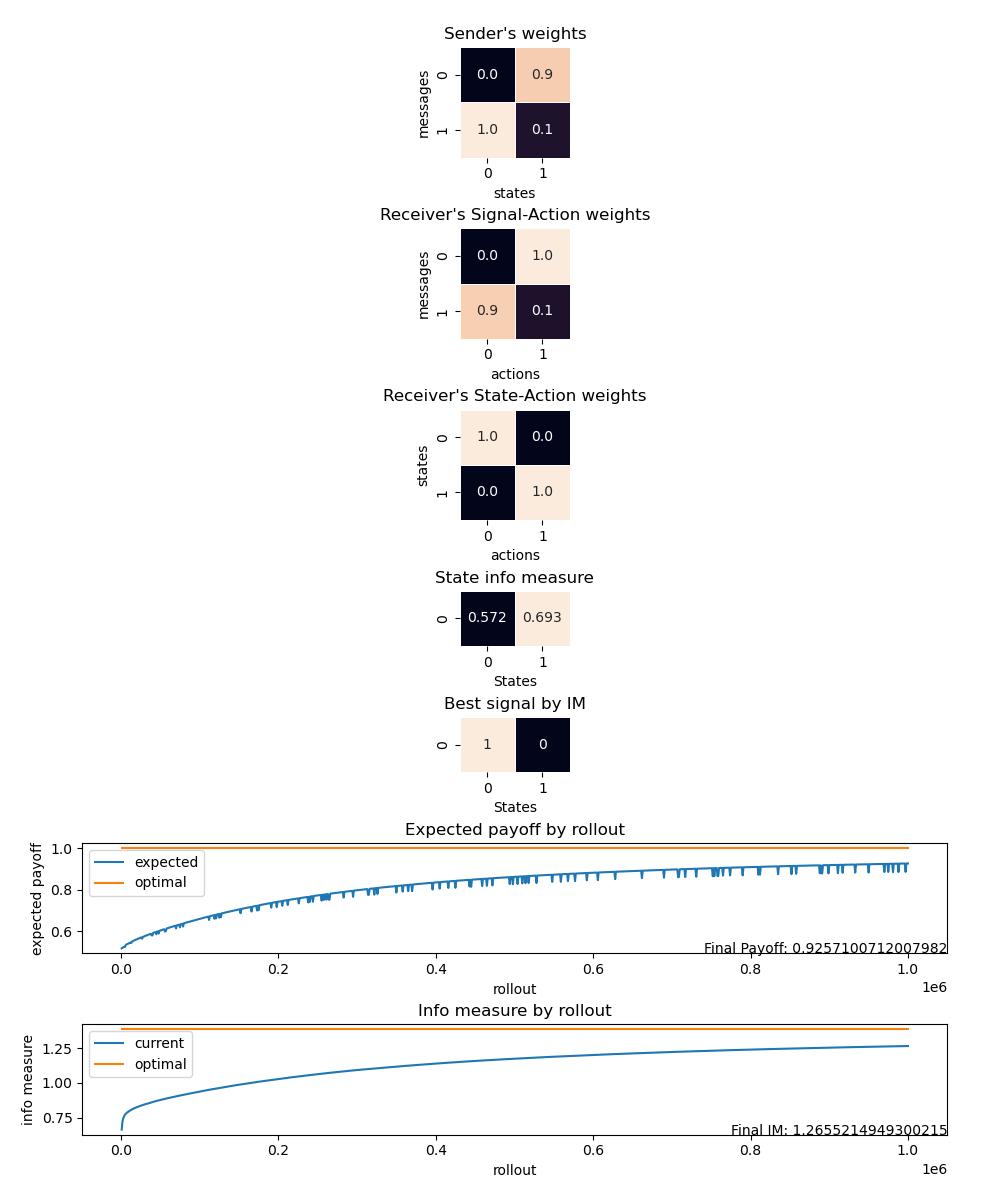 Sender's weights
messages
0
0.0 0.9
1
1.0 0.1
0 1
states
Receiver's Signal-Action weights
messages
0
0.0 1.0
1
0.9 0.1
0 1
actions
Receiver's State-Action weights
states
0
1.0 0.0
1
0.0 1.0
0 1
actions
State info measure
0
0.572 0.693
0 1
States
Best signal by IM
0
1 0
0 1
States
Expected payoff by rollout
expected payoff
1.0
0.8
0.6
expected
optimal
Final Payoff: 0.9257100712007982
0.0 0.2 0.4 0.6 0.8 1.0
rollout
1e6
Info measure by rollout
info measure
1.25
1.00
0.75
current
optimal
Final IM: 1.2655214949300215
0.0 0.2 0.4 0.6 0.8 1.0
rollout
1e6